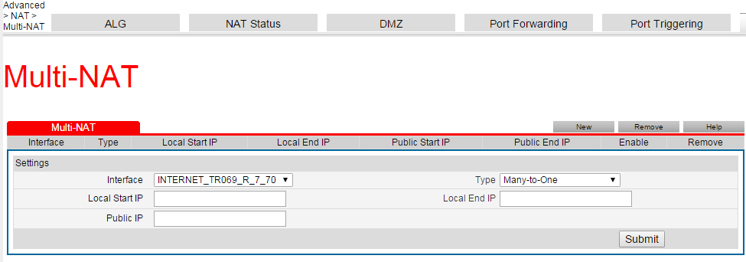 Advanced
> NAT >
Multi-NAT
ALG NAT Status DMZ Port Forwarding Port Triggering
Multi-NAT
Multi-NAT New Remove Help
Interface Type Local Start IP Local End IP Public Start IP Public End IP Enable Remove
Settings
Interface INTERNET_TR069_R_7_70 Type Many-to-One
Local Start IP Local End IP
Public IP
Submit